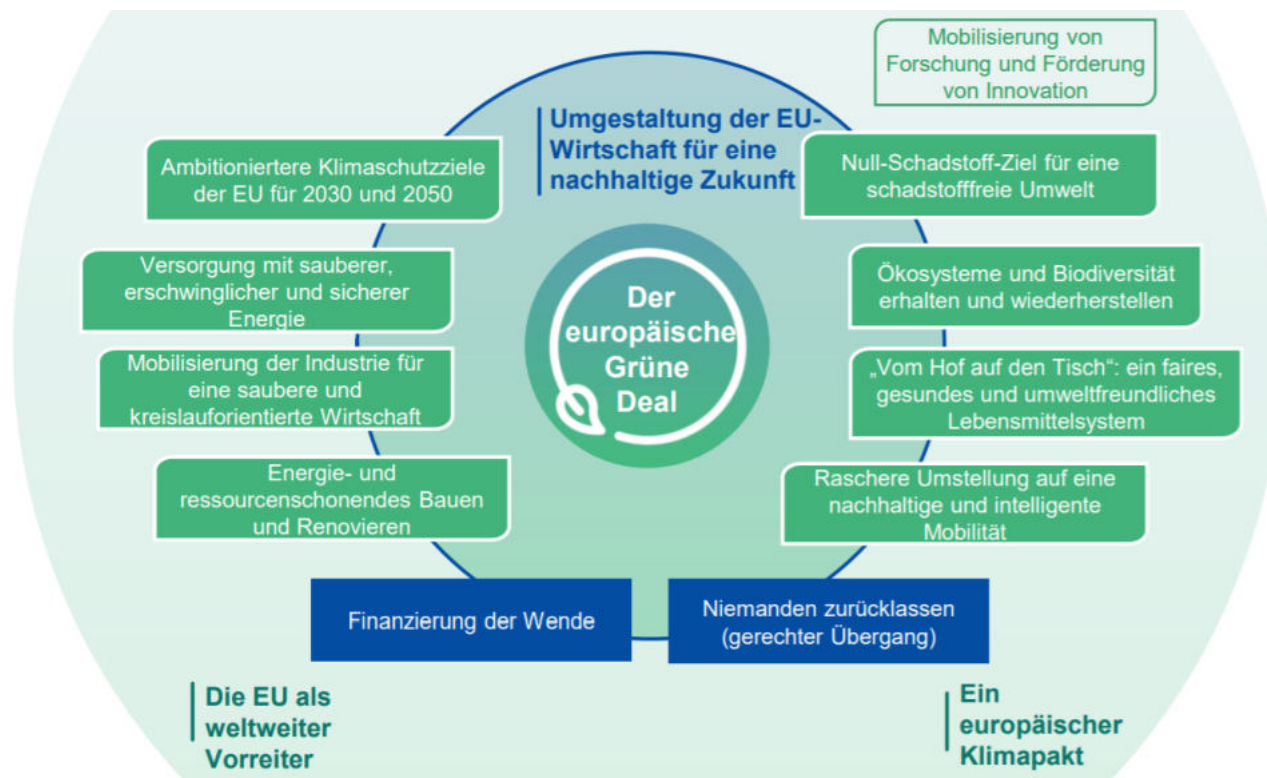 Mobilisierung von
Forschung und Förderung
von Innovation
Umgestaltung der EU-
Wirtschaft für eine
nachhaltige Zukunft
Ambitioniertere Klimaschutzziele
der EU für 2030 und 2050
Null-Schadstoff-Ziel für eine
schadstofffreie Umwelt
Versorgung mit sauberer,
erschwinglicher und sicherer
Energie
Ökosysteme und Biodiversität
erhalten und wiederherstellen
Der
europäische
Grüne
Deal
Mobilisierung der Industrie für
eine saubere und
kreislauforientierte Wirtschaft
„Vom Hof auf den Tisch“: ein faires,
gesundes und umweltfreundliches
Lebensmittelsystem
Energie- und
ressourcenschonendes Bauen
und Renovieren
Raschere Umstellung auf eine
nachhaltige und intelligente
Mobilität
Finanzierung der Wende
Niemanden zurücklassen
(gerechter Übergang)
Die EU als
weltweiter
Vorreiter
Ein
europäischer
Klimapakt